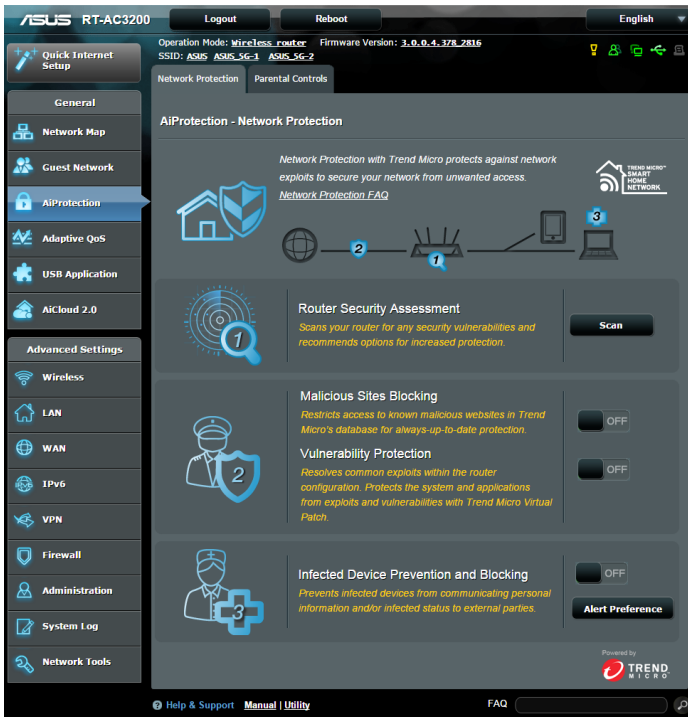 ASUS RT-AC3200 Logout Reboot English
Quick Internet Setup
Operation Mode: Wireless router Firmware Version: 3.0.0.4.378_2816
SSID: ASUS ASUS_5G-1 ASUS_5G-2
Network Protection Parental Controls
General
Network Map
Guest Network
AiProtection
Adaptive QoS
USB Application
AiCloud 2.0
Advanced Settings
Wireless
LAN
WAN
IPv6
VPN
Firewall
Administration
System Log
Network Tools
AiProtection - Network Protection
Network Protection with Trend Micro protects against network
exploits to secure your network from unwanted access.
Network Protection FAQ
TREND MICRO™
SMART
HOME
NETWORK
2
1
3
1
Router Security Assessment
Scans your router for any security vulnerabilities and
recommends options for increased protection.
Scan
2
Malicious Sites Blocking
Restricts access to known malicious websites in Trend
Micro's database for always-up-to-date protection.
OFF
Vulnerability Protection
Resolves common exploits within the router
configuration. Protects the system and applications
from exploits and vulnerabilities with Trend Micro Virtual
Patch.
OFF
3
Infected Device Prevention and Blocking
Prevents infected devices from communicating personal
information and/or infected status to external parties.
OFF
Alert Preference
Powered by
TREND
MICRO
Help & Support Manual | Utility FAQ